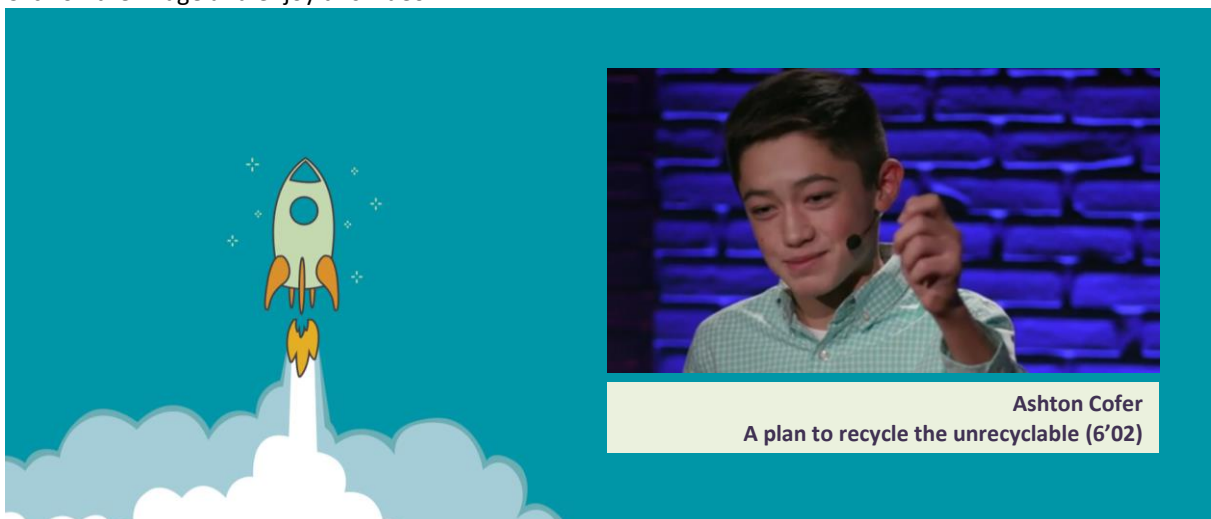 Ashton Cofer
A plan to recycle the unrecyclable (6’02)